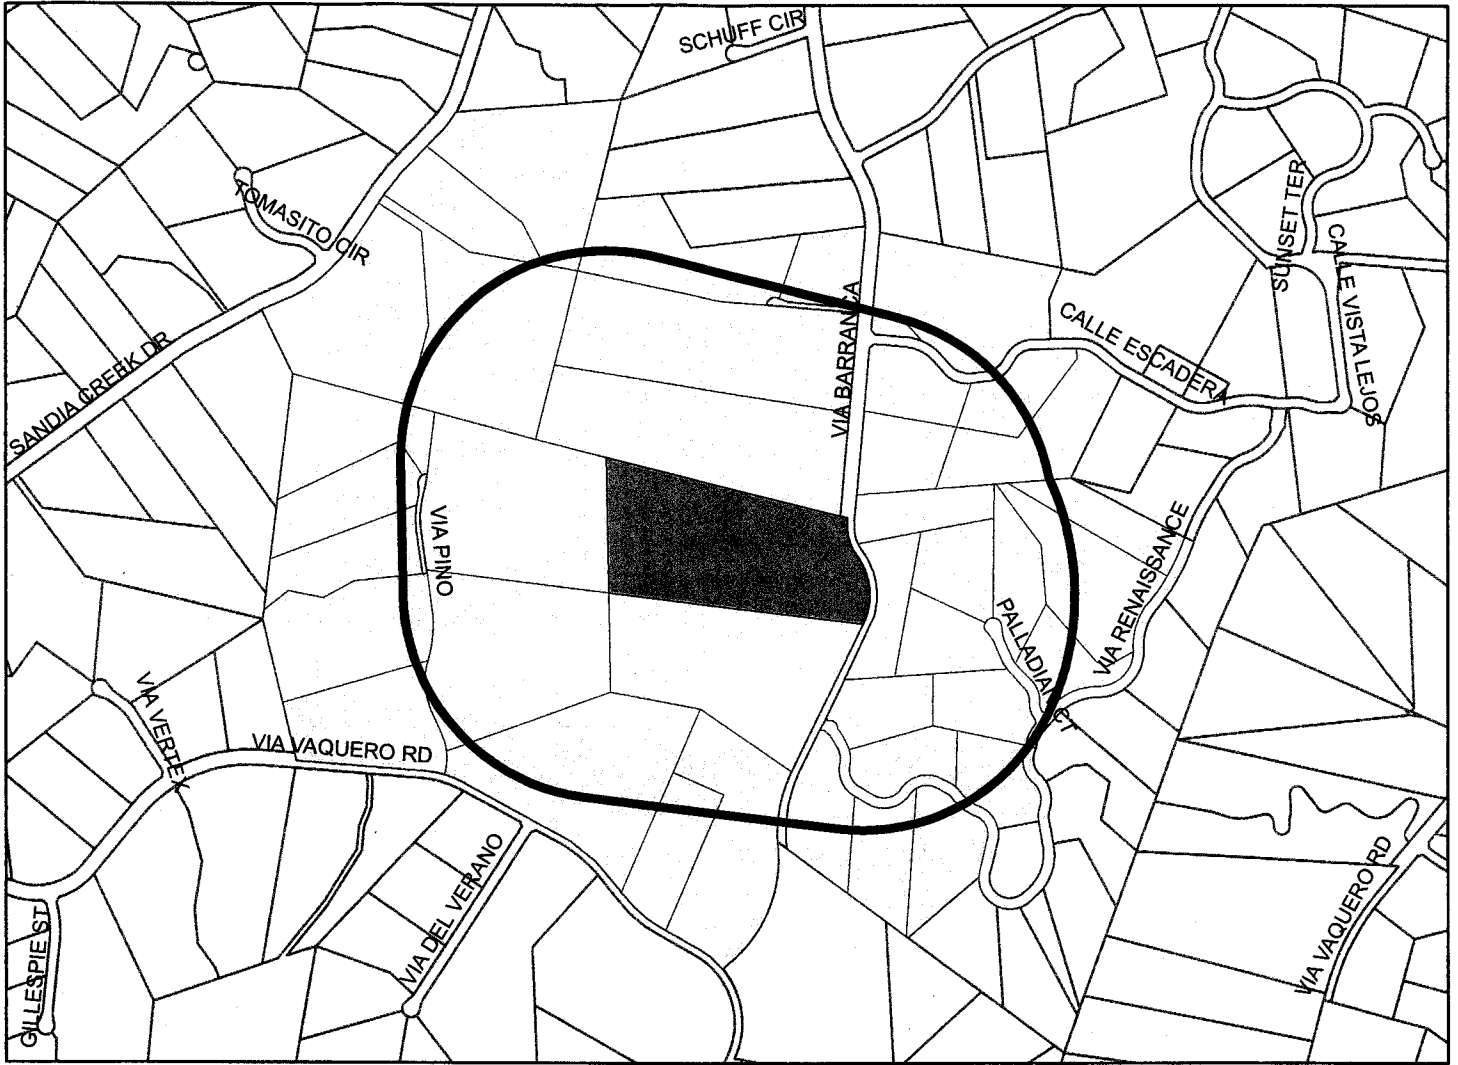 SCHUFF CIR
TOMASITO CIR
SUNSET TER
CALLE VISTA LEJOS
SANDIA CREEK DR
VIA BARRANCA
CALLE ESCADERA
VIA PINO
VIA RENAISSANCE
PALLADIAN CT
VIA VERTEX
VIA VAQUERO RD
VIA DEL VERANO
VIA VAQUERO RD
GILLESPIE ST